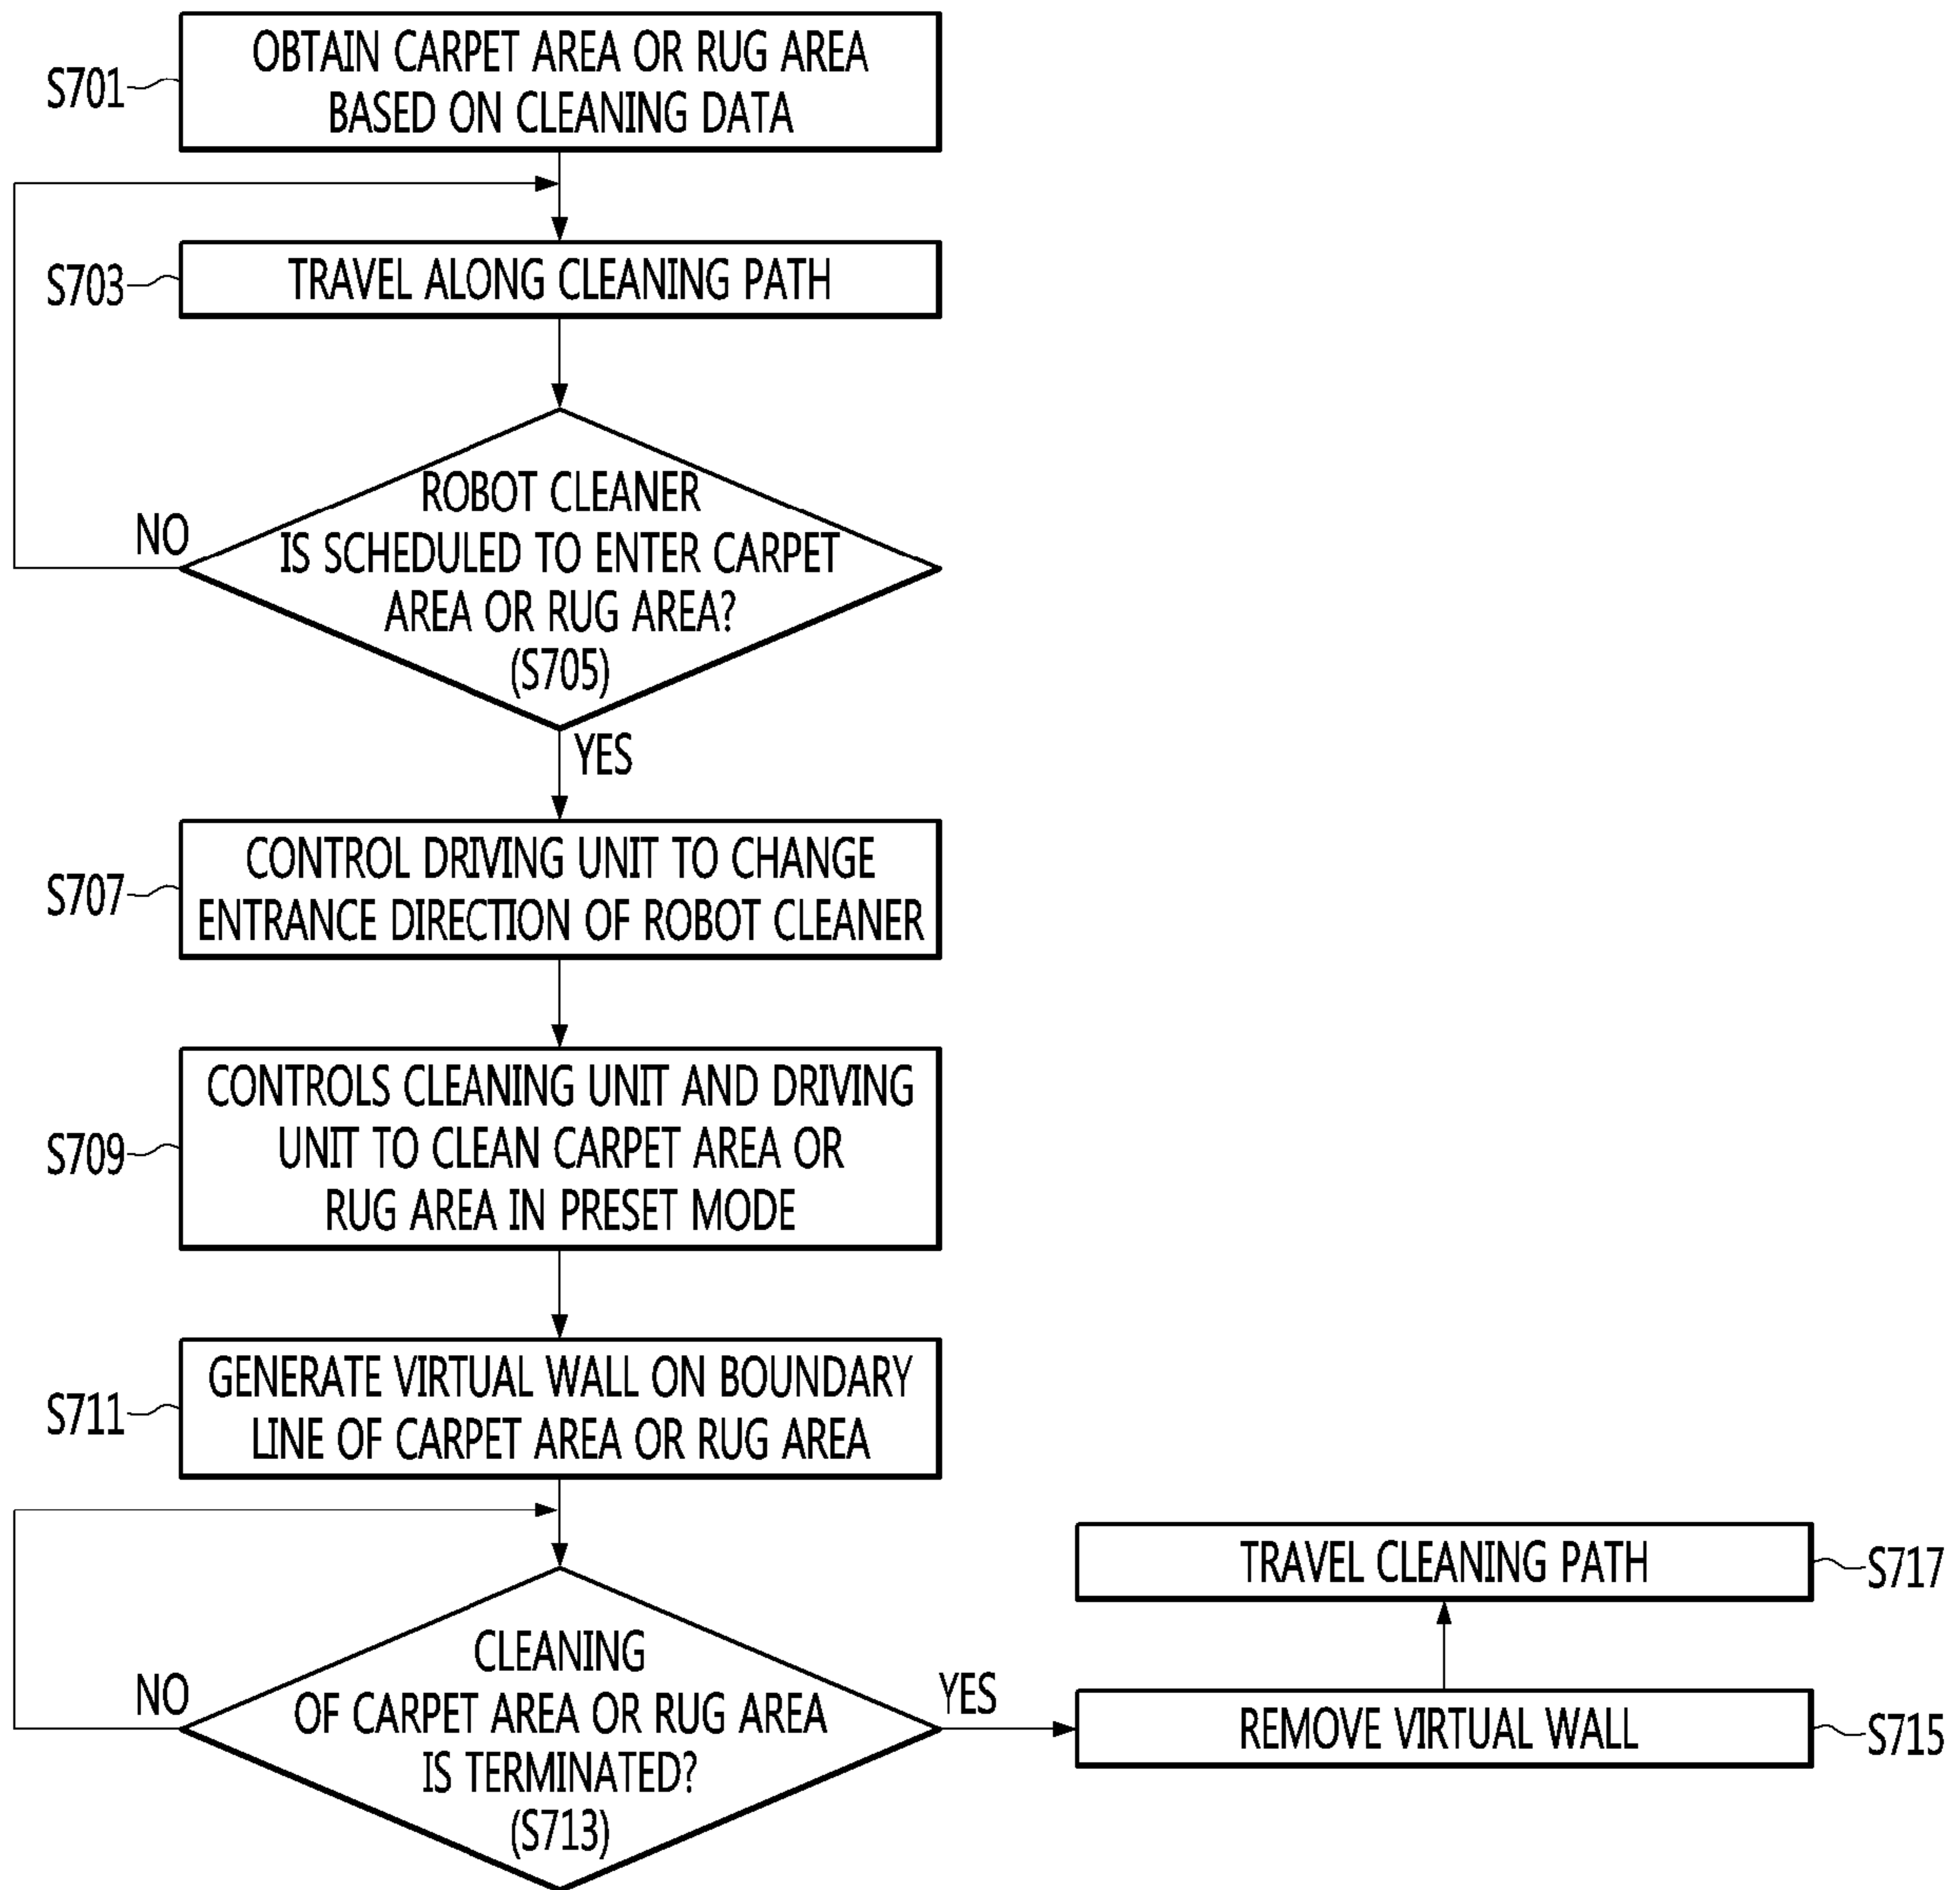 OBTAIN CARPET AREA OR RUG AREA
BASED ON CLEANING DATA
S701
TRAVEL ALONG CLEANING PATH
S703
ROBOT CLEANER
IS SCHEDULED TO ENTER CARPET
AREA OR RUG AREA?
(S705)
NO
YES
CONTROL DRIVING UNIT TO CHANGE
ENTRANCE DIRECTION OF ROBOT CLEANER
S707
CONTROLS CLEANING UNIT AND DRIVING
UNIT TO CLEAN CARPET AREA OR
RUG AREA IN PRESET MODE
S709
GENERATE VIRTUAL WALL ON BOUNDARY
LINE OF CARPET AREA OR RUG AREA
S711
CLEANING
OF CARPET AREA OR RUG AREA
IS TERMINATED?
(S713)
NO
YES
REMOVE VIRTUAL WALL
S715
TRAVEL CLEANING PATH
S717